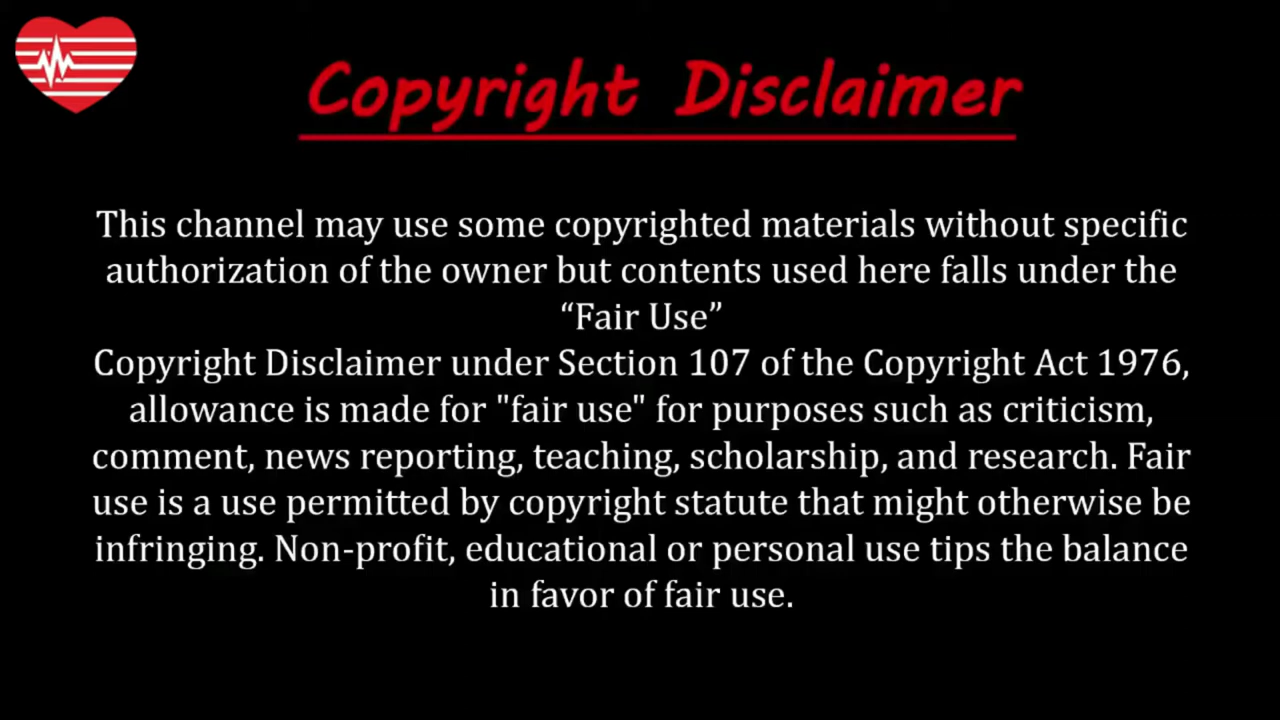 Copyright Disclaimer
This channel may use some copyrighted materials without specific
authorization of the owner but contents used here falls under the
“Fair Use”
Copyright Disclaimer under Section 107 of the Copyright Act 1976,
allowance is made for "fair use" for purposes such as criticism,
comment, news reporting, teaching, scholarship, and research. Fair
use is a use permitted by copyright statute that might otherwise be
infringing. Non-profit, educational or personal use tips the balance
in favor of fair use.